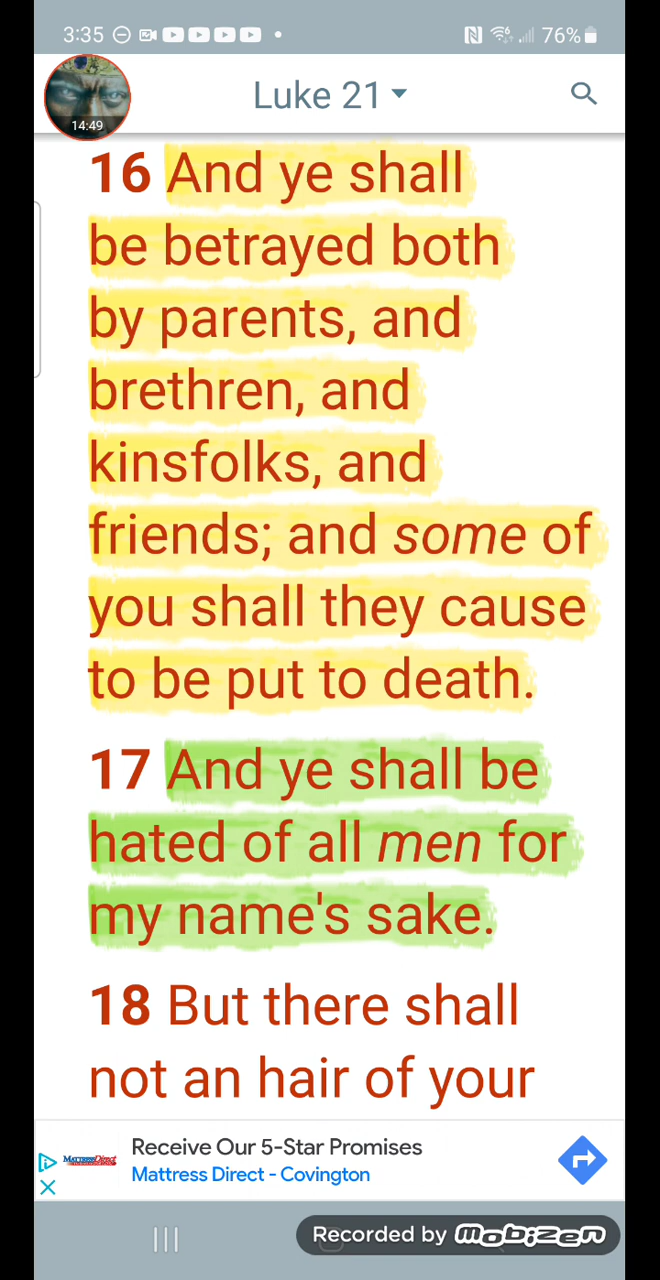 3:35 76%
14:49
Luke 21
16 And ye shall
be betrayed both
by parents, and
brethren, and
kinsfolks, and
friends; and some of
you shall they cause
to be put to death.
17 And ye shall be
hated of all men for
my name's sake.
18 But there shall
not an hair of your
Receive Our 5-Star Promises
Mattress Direct
Mattress Direct - Covington
Recorded by mobizen